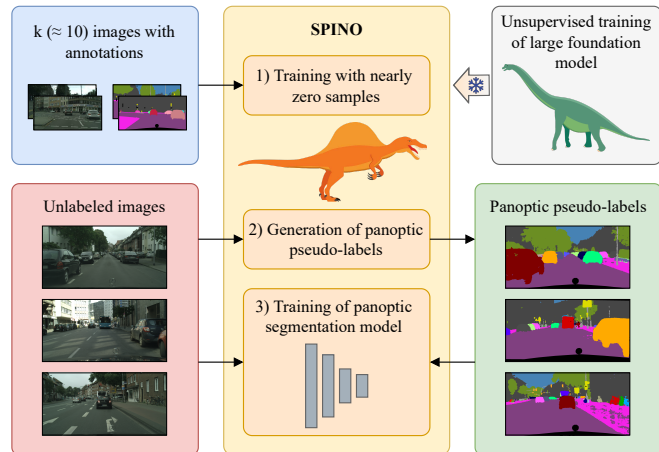 k (≈ 10) images with
annotations
SPINO
1) Training with nearly
zero samples
Unsupervised training
of large foundation
model
Unlabeled images
2) Generation of panoptic
pseudo-labels
Panoptic pseudo-labels
3) Training of panoptic
segmentation model